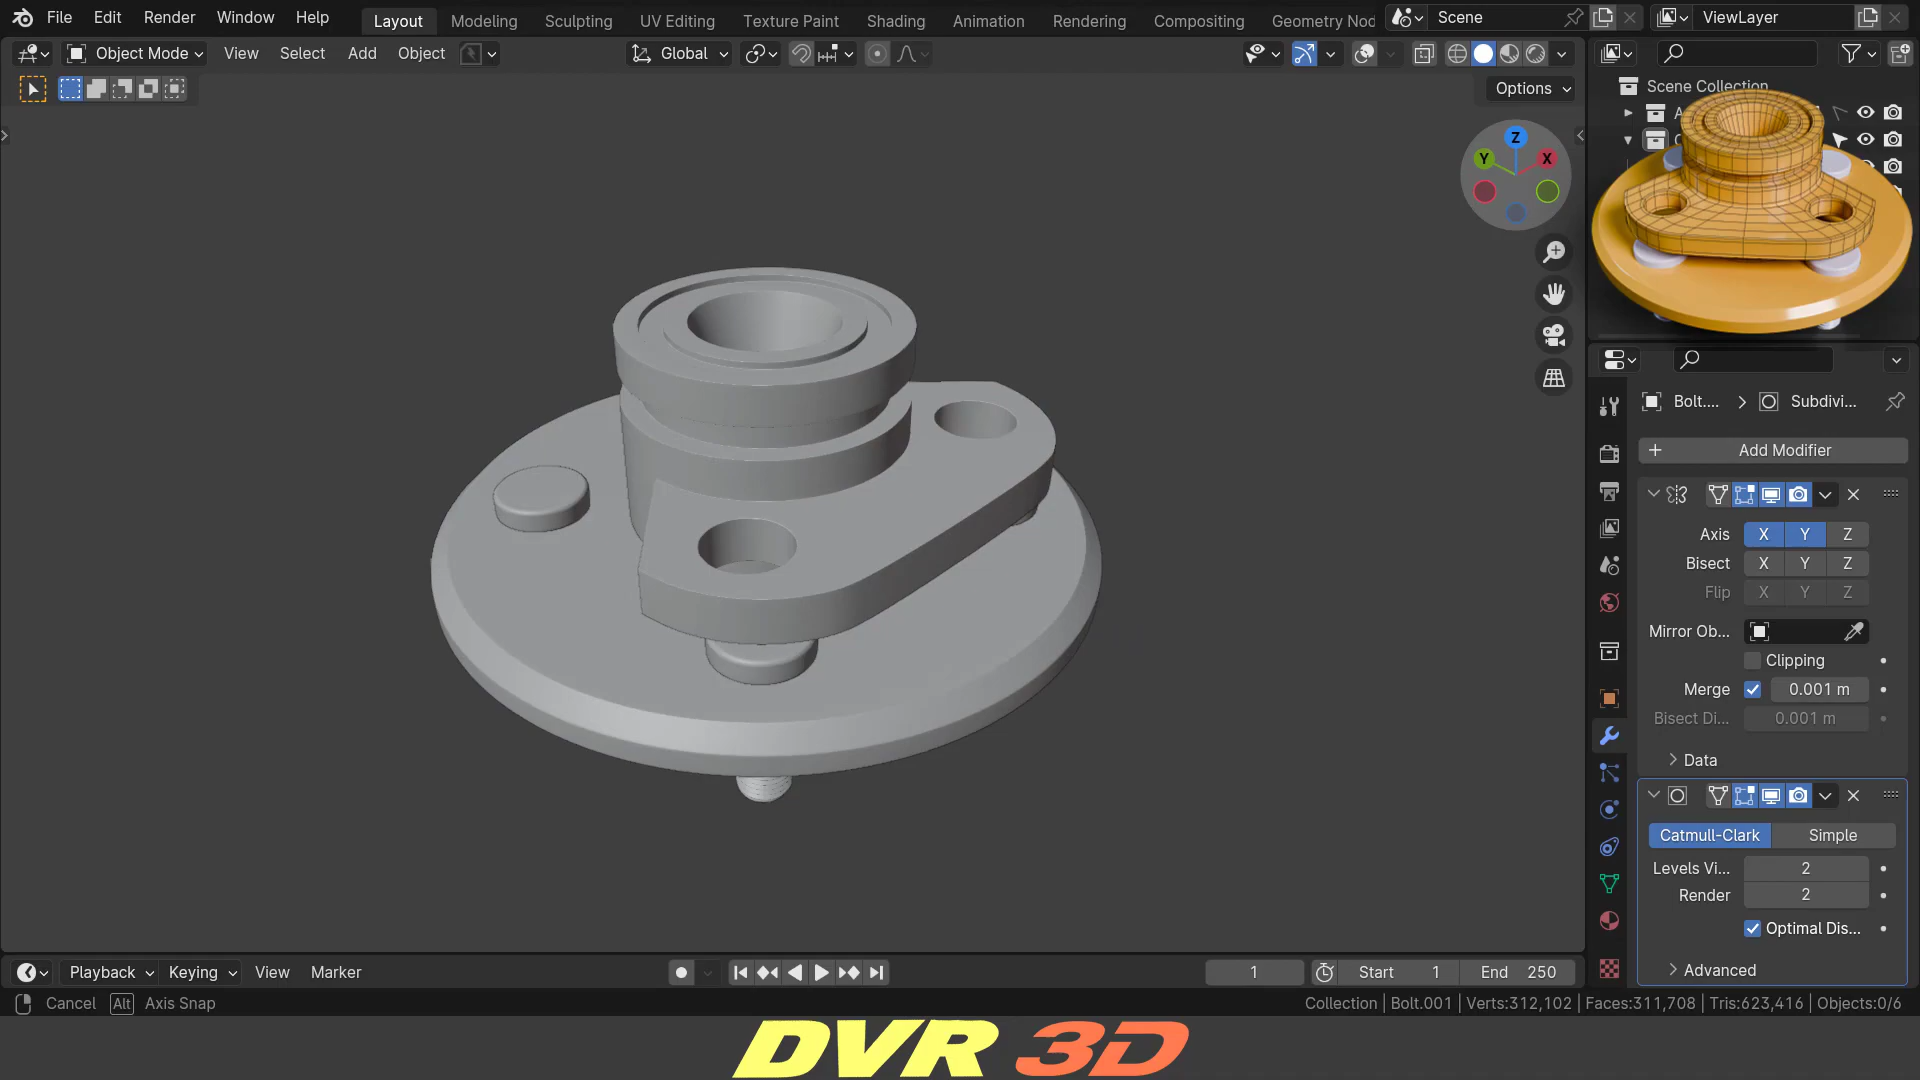 File Edit Render Window Help Layout Modeling Sculpting UV Editing Texture Paint Shading Animation Rendering Compositing Geometry Nod Scene ViewLayer
Object Mode View Select Add Object Global
Options
Z
Y X
Scene Collection
Bolt.... Subdivi...
Add Modifier
Axis X Y Z
Bisect X Y Z
Flip X Y Z
Mirror Ob...
Clipping
Merge 0.001 m
Bisect Di... 0.001 m
Data
Catmull-Clark Simple
Levels Vi... 2
Render 2
Optimal Dis...
Advanced
Playback Keying View Marker 1 Start 1 End 250
Cancel Alt Axis Snap Collection | Bolt.001 | Verts:312,102 | Faces:311,708 | Tris:623,416 | Objects:0/6
DVR 3D